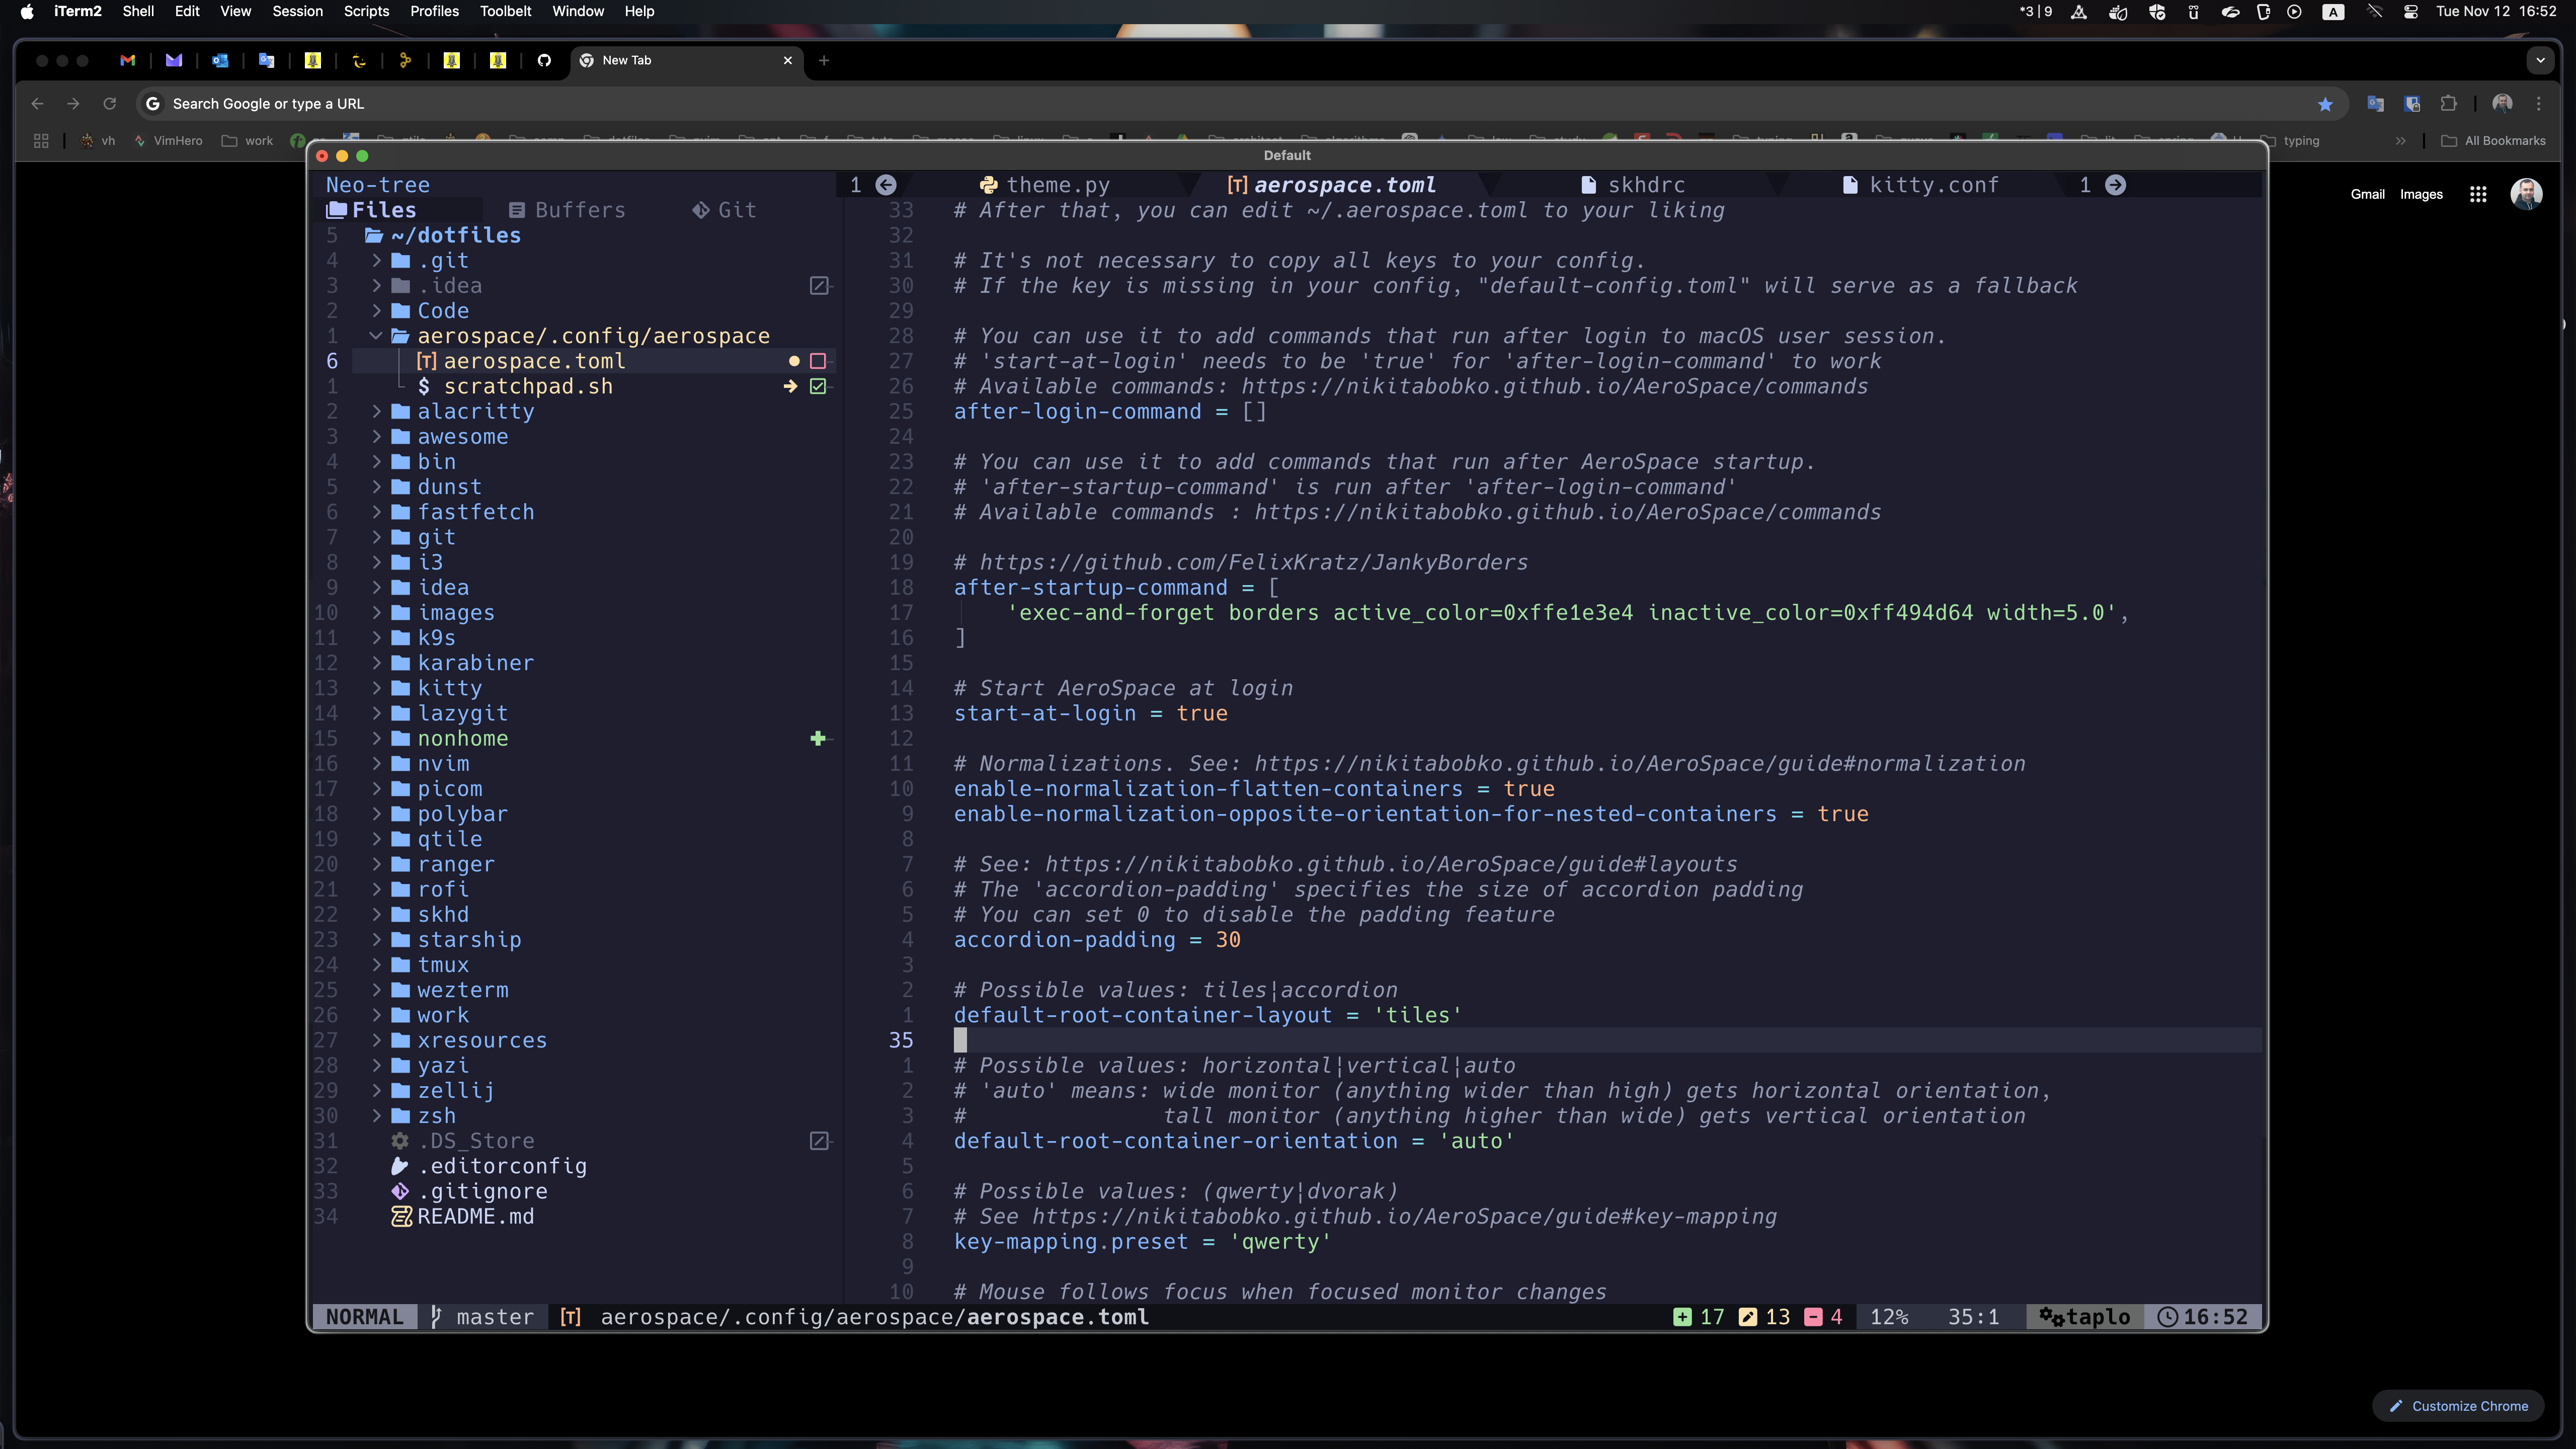 iTerm2 Shell Edit View Session Scripts Profiles Toolbelt Window Help
*3 | 9 A Tue Nov 12 16:52
New Tab
Search Google or type a URL
vh VimHero work typing All Bookmarks
Default
Gmail Images
Neo-tree
Files Buffers Git
5 ~/dotfiles
4 .git
3 .idea
2 Code
1 aerospace/.config/aerospace
6 [T] aerospace.toml
1 $ scratchpad.sh
2 alacritty
3 awesome
4 bin
5 dunst
6 fastfetch
7 git
8 i3
9 idea
10 images
11 k9s
12 karabiner
13 kitty
14 lazygit
15 nonhome
16 nvim
17 picom
18 polybar
19 qtile
20 ranger
21 rofi
22 skhd
23 starship
24 tmux
25 wezterm
26 work
27 xresources
28 yazi
29 zellij
30 zsh
31 .DS_Store
32 .editorconfig
33 .gitignore
34 README.md
1 theme.py [T] aerospace.toml skhdrc kitty.conf 1
33 # After that, you can edit ~/.aerospace.toml to your liking
32
31 # It's not necessary to copy all keys to your config.
30 # If the key is missing in your config, "default-config.toml" will serve as a fallback
29
28 # You can use it to add commands that run after login to macOS user session.
27 # 'start-at-login' needs to be 'true' for 'after-login-command' to work
26 # Available commands: https://nikitabobko.github.io/AeroSpace/commands
25 after-login-command = []
24
23 # You can use it to add commands that run after AeroSpace startup.
22 # 'after-startup-command' is run after 'after-login-command'
21 # Available commands : https://nikitabobko.github.io/AeroSpace/commands
20
19 # https://github.com/FelixKratz/JankyBorders
18 after-startup-command = [
17 'exec-and-forget borders active_color=0xffe1e3e4 inactive_color=0xff494d64 width=5.0',
16 ]
15
14 # Start AeroSpace at login
13 start-at-login = true
12
11 # Normalizations. See: https://nikitabobko.github.io/AeroSpace/guide#normalization
10 enable-normalization-flatten-containers = true
9 enable-normalization-opposite-orientation-for-nested-containers = true
8
7 # See: https://nikitabobko.github.io/AeroSpace/guide#layouts
6 # The 'accordion-padding' specifies the size of accordion padding
5 # You can set 0 to disable the padding feature
4 accordion-padding = 30
3
2 # Possible values: tiles|accordion
1 default-root-container-layout = 'tiles'
35
1 # Possible values: horizontal|vertical|auto
2 # 'auto' means: wide monitor (anything wider than high) gets horizontal orientation,
3 # tall monitor (anything higher than wide) gets vertical orientation
4 default-root-container-orientation = 'auto'
5
6 # Possible values: (qwerty|dvorak)
7 # See https://nikitabobko.github.io/AeroSpace/guide#key-mapping
8 key-mapping.preset = 'qwerty'
9
10 # Mouse follows focus when focused monitor changes
NORMAL master [T] aerospace/.config/aerospace/aerospace.toml 17 13 4 12% 35:1 taplo 16:52
Customize Chrome